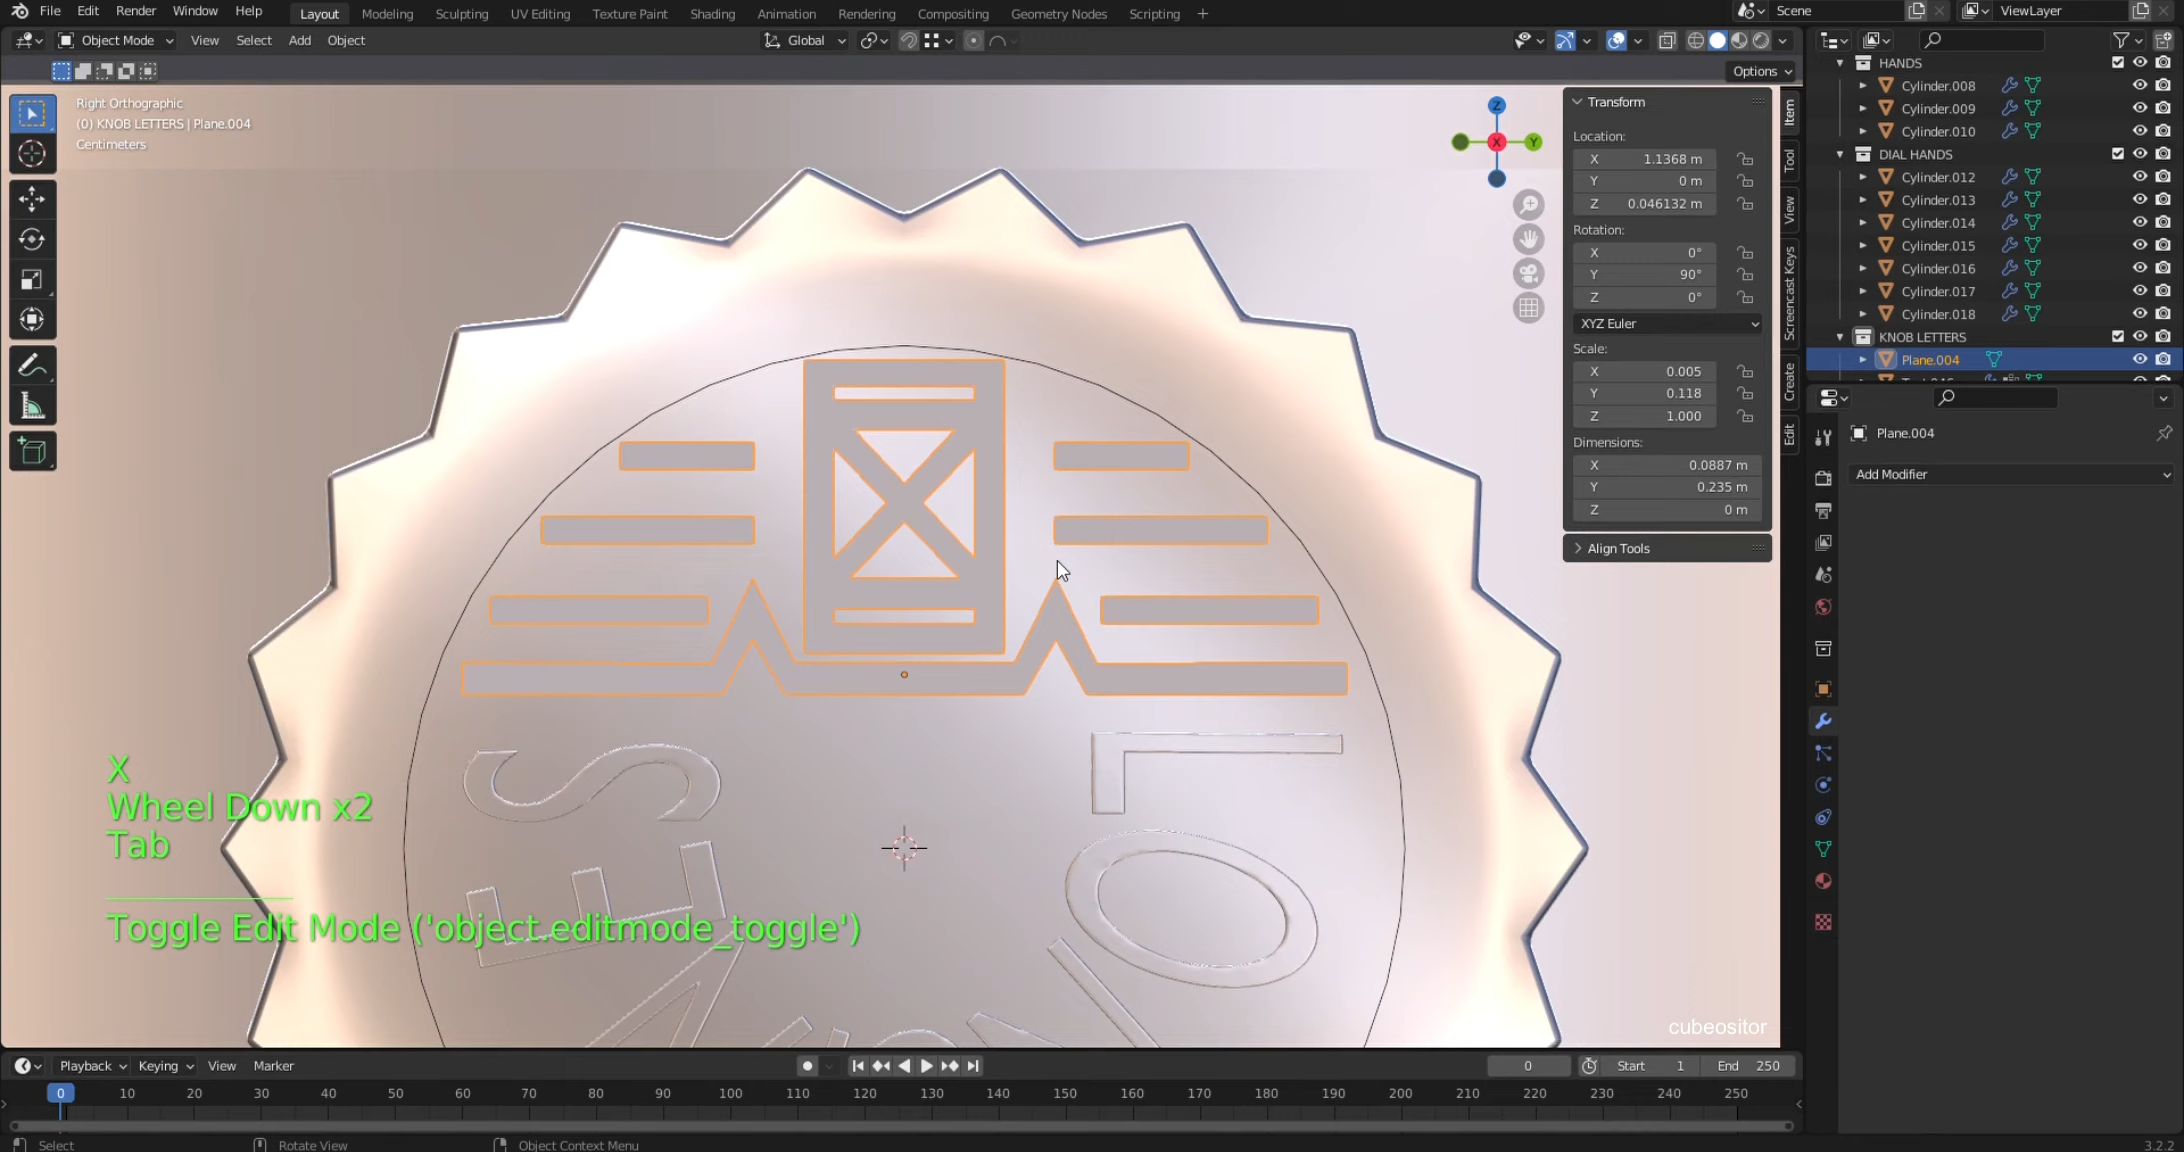 File Edit Render Window Help Layout Modeling Sculpting UV Editing Texture Paint Shading Animation Rendering Compositing Geometry Nodes Scripting + Scene ViewLayer
Object Mode View Select Add Object Global
Options
Right Orthographic
(0) KNOB LETTERS | Plane.004
Centimeters
Z
X
Y
Transform
Location:
X 1.1368 m
Y 0 m
Z 0.046132 m
Rotation:
X 0°
Y 90°
Z 0°
XYZ Euler
Scale:
X 0.005
Y 0.118
Z 1.000
Dimensions:
X 0.0887 m
Y 0.235 m
Z 0 m
Align Tools
Item
Tool
View
Screencast Keys
Create
Edit
HANDS
Cylinder.008
Cylinder.009
Cylinder.010
DIAL HANDS
Cylinder.012
Cylinder.013
Cylinder.014
Cylinder.015
Cylinder.016
Cylinder.017
Cylinder.018
KNOB LETTERS
Plane.004
Plane.004
Add Modifier
S
E
L
O
X
Wheel Down x2
Tab
Toggle Edit Mode ('object.editmode_toggle')
cubeositor
Playback Keying View Marker 0 Start 1 End 250
0 10 20 30 40 50 60 70 80 90 100 110 120 130 140 150 160 170 180 190 200 210 220 230 240 250
Select Rotate View Object Context Menu 3.2.2